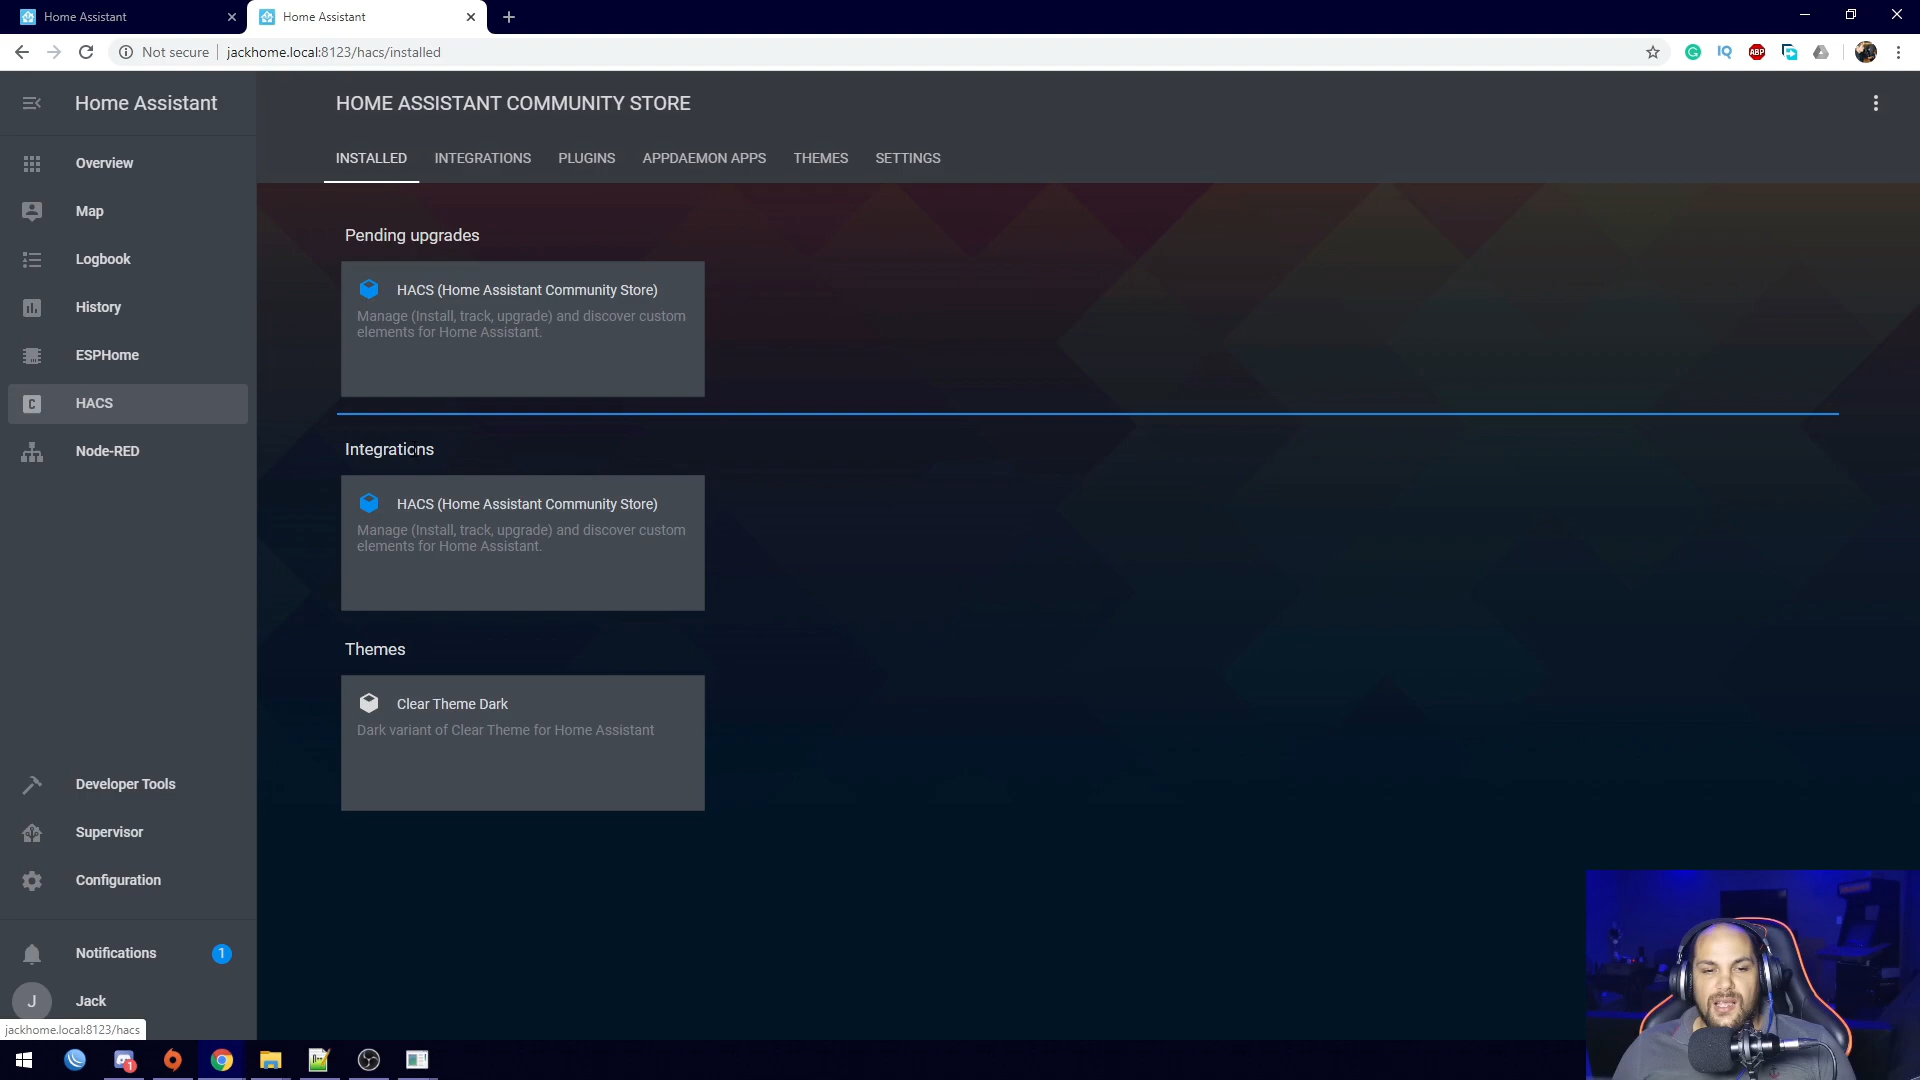 Home Assistant
Home Assistant
Not secure
jackhome.local:8123/hacs/installed
IQ
ABP
Home Assistant
HOME ASSISTANT COMMUNITY STORE
INSTALLED
INTEGRATIONS
PLUGINS
APPDAEMON APPS
THEMES
SETTINGS
Overview
Map
Logbook
History
ESPHome
C
HACS
Node-RED
Pending upgrades
HACS (Home Assistant Community Store)
Manage (Install, track, upgrade) and discover custom
elements for Home Assistant.
Integrations
HACS (Home Assistant Community Store)
Manage (Install, track, upgrade) and discover custom
elements for Home Assistant.
Themes
Clear Theme Dark
Dark variant of Clear Theme for Home Assistant
Developer Tools
Supervisor
Configuration
Notifications
1
J
Jack
jackhome.local:8123/hacs
1